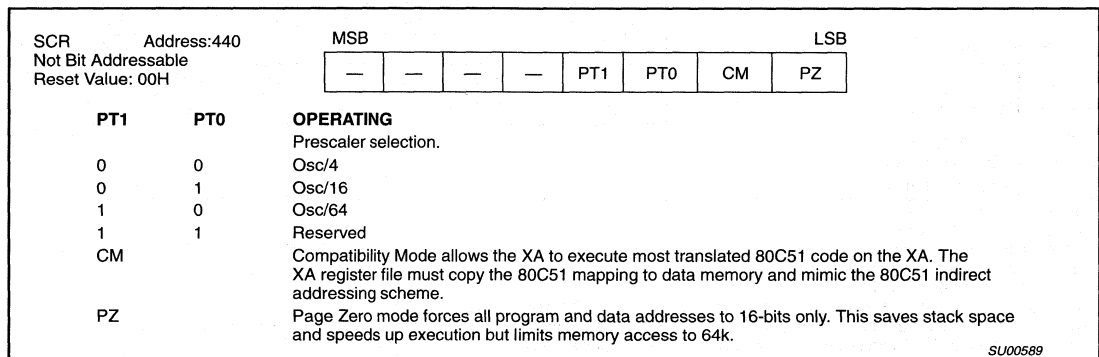 SCR Address:440 MSB LSB
Not Bit Addressable
Reset Value: 00H
— — — — PT1 PT0 CM PZ
PT1 PT0 OPERATING
Prescaler selection.
0 0 Osc/4
0 1 Osc/16
1 0 Osc/64
1 1 Reserved
CM Compatibility Mode allows the XA to execute most translated 80C51 code on the XA. The
XA register file must copy the 80C51 mapping to data memory and mimic the 80C51 indirect
addressing scheme.
PZ Page Zero mode forces all program and data addresses to 16-bits only. This saves stack space
and speeds up execution but limits memory access to 64k.
SU00589